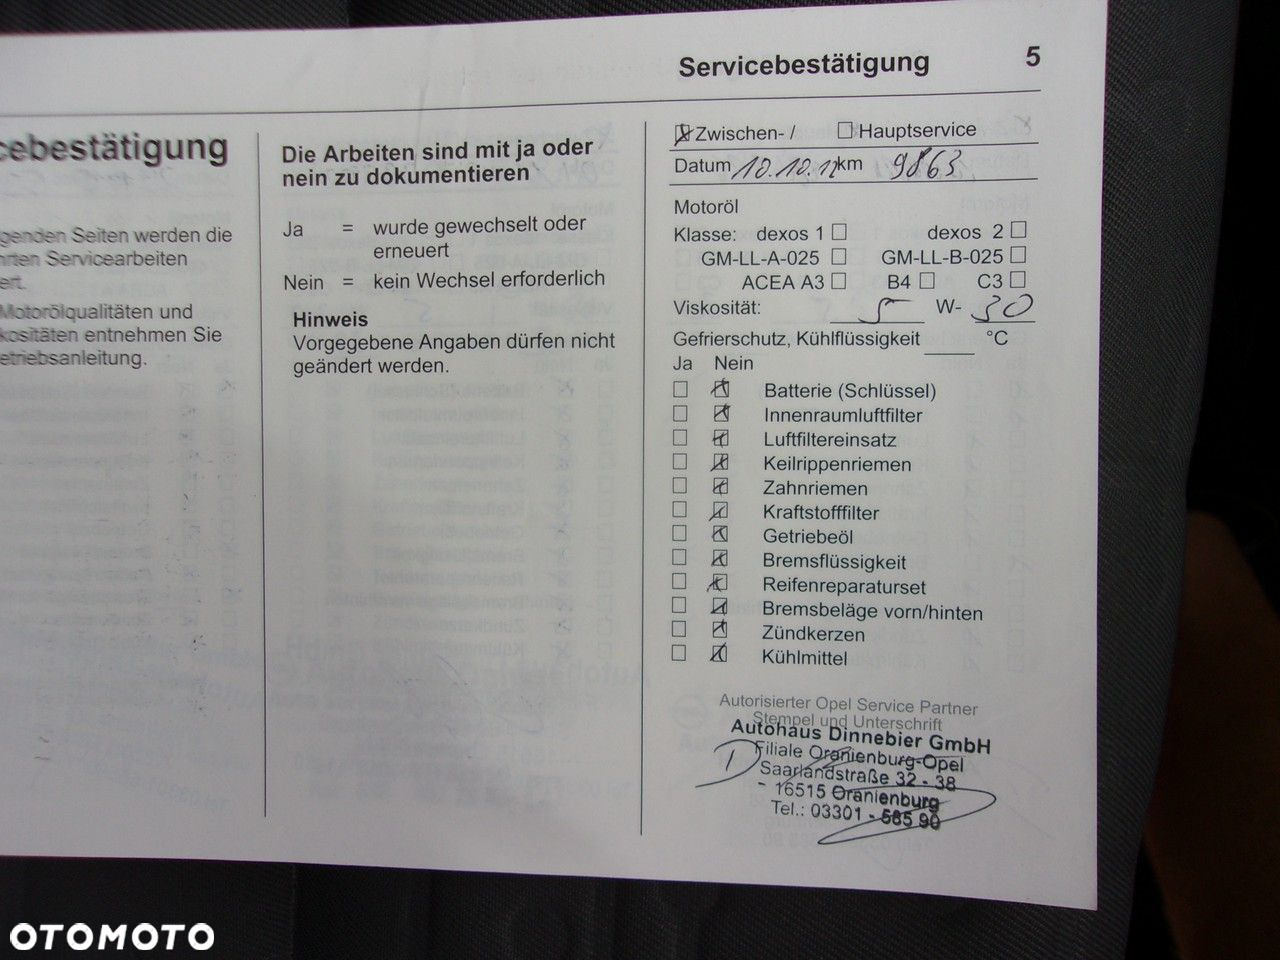 Servicebestätigung 5
cebestätigung
genden Seiten werden die
hrten Servicearbeiten
ert.
Motorölqualitäten und
kositäten entnehmen Sie
etriebsanleitung.
Die Arbeiten sind mit ja oder
nein zu dokumentieren
Ja = wurde gewechselt oder
erneuert
Nein = kein Wechsel erforderlich
Hinweis
Vorgegebene Angaben dürfen nicht
geändert werden.
Zwischen- / Hauptservice
Datum 10.10.12 km 9863
Motoröl
Klasse: dexos 1 dexos 2
GM-LL-A-025 GM-LL-B-025
ACEA A3 B4 C3
Viskosität: 5 W- 30
Gefrierschutz, Kühlflüssigkeit °C
Ja Nein
Batterie (Schlüssel)
Innenraumluftfilter
Luftfiltereinsatz
Keilrippenriemen
Zahnriemen
Kraftstofffilter
Getriebeöl
Bremsflüssigkeit
Reifenreparaturset
Bremsbeläge vorn/hinten
Zündkerzen
Kühlmittel
Autorisierter Opel Service Partner
Stempel und Unterschrift
Autohaus Dinnebier GmbH
Filiale Oranienburg-Opel
Saarlandstraße 32 - 38
16515 Oranienburg
Tel.: 03301 - 585 90
OTOMOTO